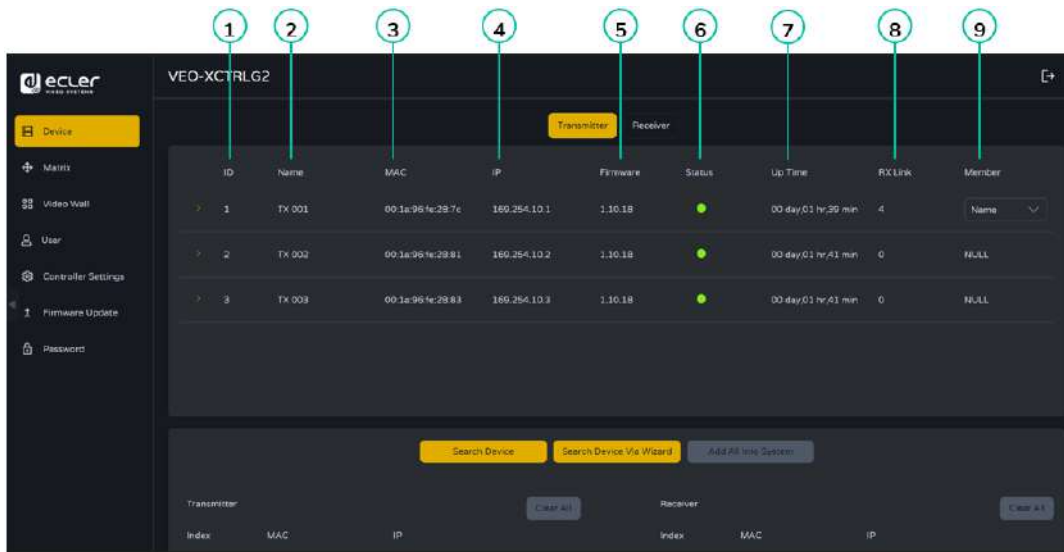 1 2 3 4 5 6 7 8 9
ecler
VIDEO SYSTEMS
VEO-XCTRLG2
Device
Matrix
Video Wall
User
Controller Settings
Firmware Update
Password
Transmitter Receiver
ID Name MAC IP Firmware Status Up Time RX Link Member
1 TX 001 00:1a:96:fe:28:7c 169.254.10.1 1.10.18 00 day,01 hr,39 min 4 Name
2 TX 002 00:1a:96:fe:28:81 169.254.10.2 1.10.18 00 day,01 hr,41 min 0 NULL
3 TX 003 00:1a:96:fe:28:83 169.254.10.3 1.10.18 00 day,01 hr,41 min 0 NULL
Search Device Search Device Via Wizard Add All Into System
Transmitter Clear All Receiver Clear All
Index MAC IP Index MAC IP